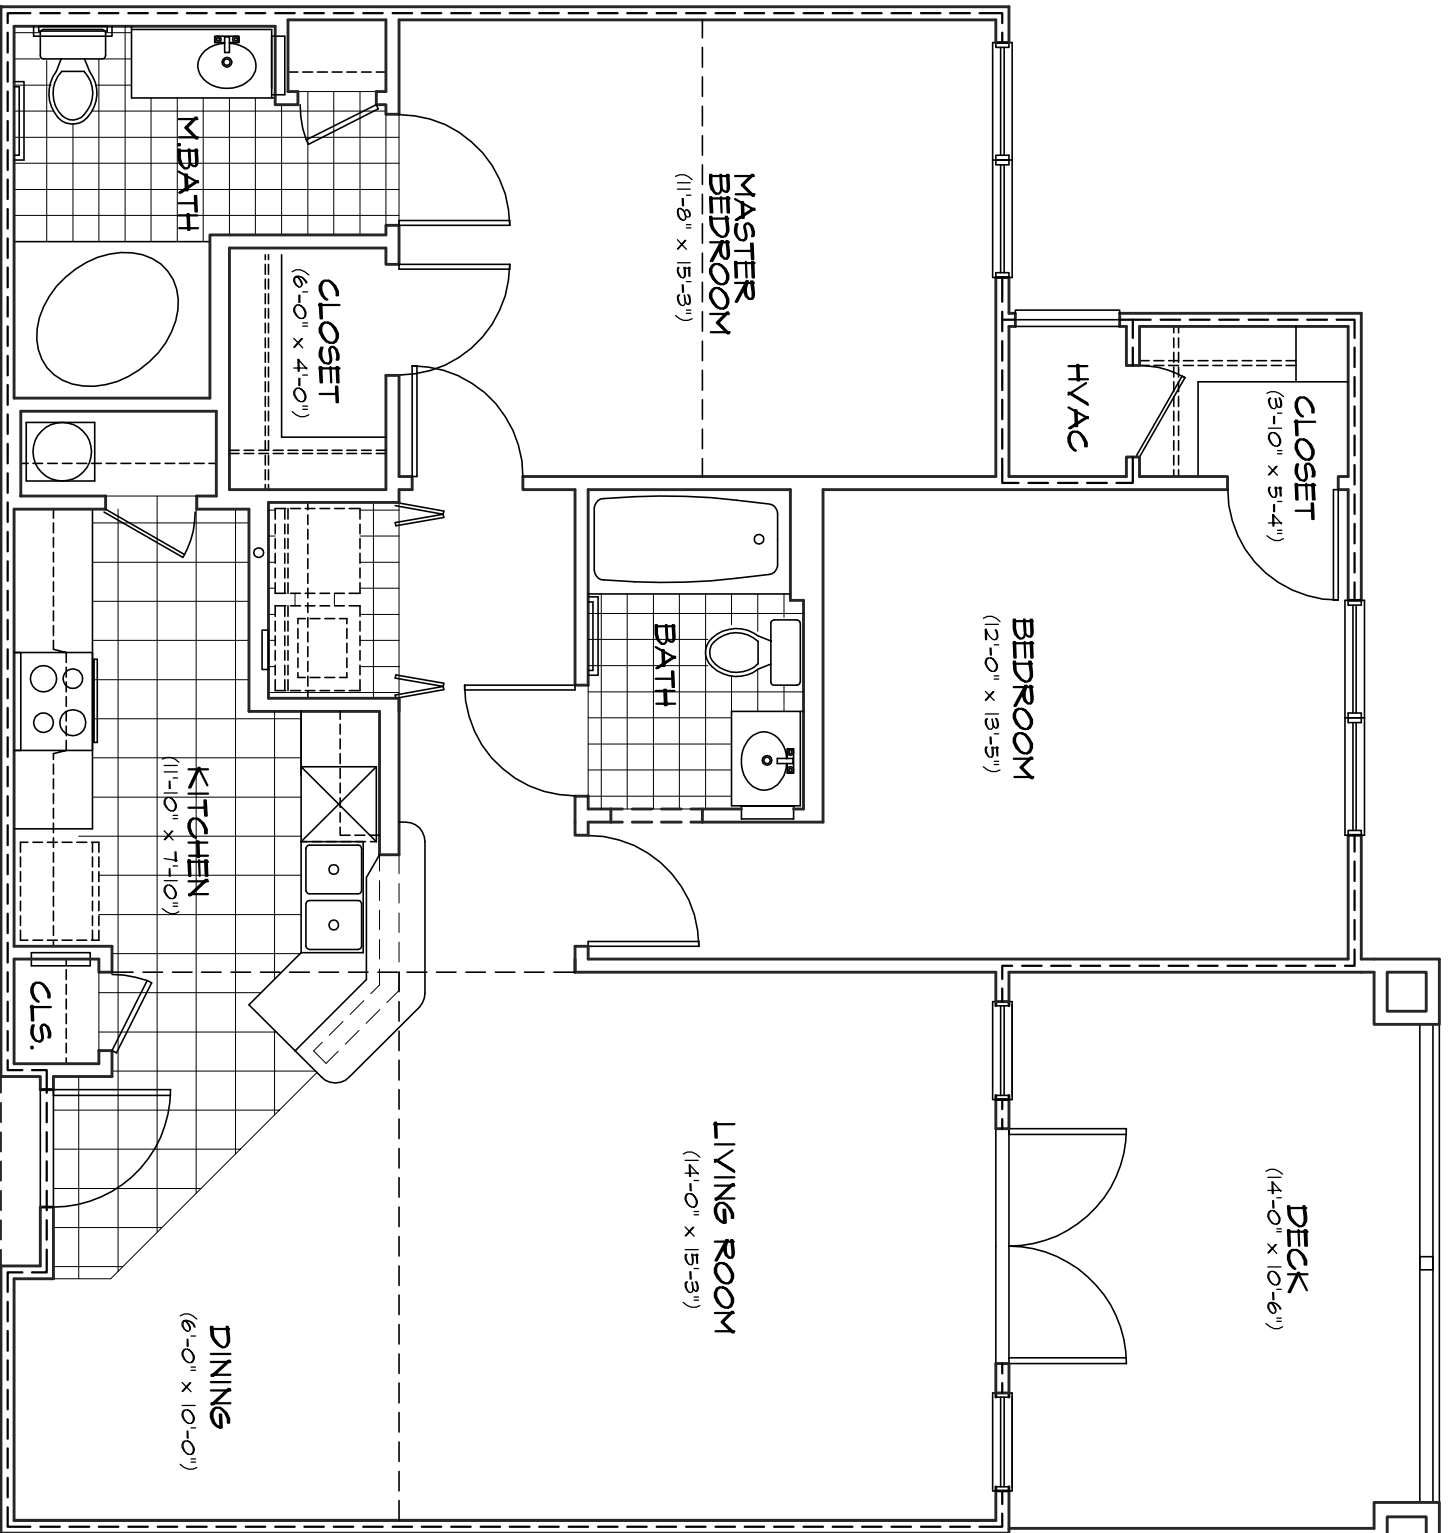 DECK
(14'-0" x 10'-6")
CLOSET
(3'-10" x 5'-4")
HVAC
BEDROOM
(12'-0" x 13'-5")
MASTER
BEDROOM
(11'-8" x 15'-3")
LIVING ROOM
(14'-0" x 15'-3")
BATH
CLOSET
(6'-0" x 4'-0")
M.BATH
KITCHEN
(11'-10" x 7'-10")
DINING
(6'-0" x 10'-0")
CLS.